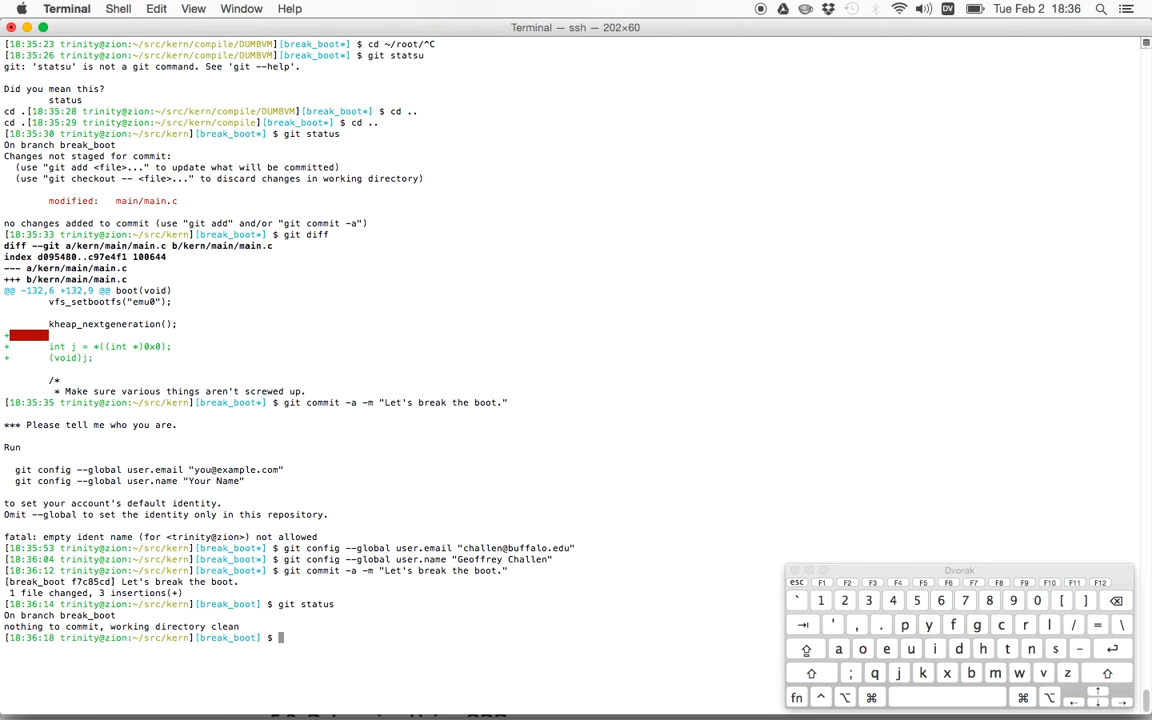 Terminal Shell Edit View Window Help DV Tue Feb 2 18:36
Terminal — ssh — 202×60
[18:35:23 trinity@zion:~/src/kern/compile/DUMBVM][break_boot*] $ cd ~/root/^C
[18:35:26 trinity@zion:~/src/kern/compile/DUMBVM][break_boot*] $ git statsu
git: 'statsu' is not a git command. See 'git --help'.
Did you mean this?
status
cd .[18:35:28 trinity@zion:~/src/kern/compile/DUMBVM][break_boot*] $ cd ..
cd .[18:35:29 trinity@zion:~/src/kern/compile][break_boot*] $ cd ..
[18:35:30 trinity@zion:~/src/kern][break_boot*] $ git status
On branch break_boot
Changes not staged for commit:
(use "git add <file>..." to update what will be committed)
(use "git checkout -- <file>..." to discard changes in working directory)
modified:   main/main.c
no changes added to commit (use "git add" and/or "git commit -a")
[18:35:33 trinity@zion:~/src/kern][break_boot*] $ git diff
diff --git a/kern/main/main.c b/kern/main/main.c
index d095480..c97e4f1 100644
--- a/kern/main/main.c
+++ b/kern/main/main.c
@@ -132,6 +132,9 @@ boot(void)
vfs_setbootfs("emu0");
kheap_nextgeneration();
+
+ int j = *((int *)0x0);
+ (void)j;
/*
* Make sure various things aren't screwed up.
[18:35:35 trinity@zion:~/src/kern][break_boot*] $ git commit -a -m "Let's break the boot."
*** Please tell me who you are.
Run
git config --global user.email "you@example.com"
git config --global user.name "Your Name"
to set your account's default identity.
Omit --global to set the identity only in this repository.
fatal: empty ident name (for <trinity@zion>) not allowed
[18:35:53 trinity@zion:~/src/kern][break_boot*] $ git config --global user.email "challen@buffalo.edu"
[18:36:04 trinity@zion:~/src/kern][break_boot*] $ git config --global user.name "Geoffrey Challen"
[18:36:12 trinity@zion:~/src/kern][break_boot*] $ git commit -a -m "Let's break the boot."
[break_boot f7c85cd] Let's break the boot.
1 file changed, 3 insertions(+)
[18:36:14 trinity@zion:~/src/kern][break_boot] $ git status
On branch break_boot
nothing to commit, working directory clean
[18:36:18 trinity@zion:~/src/kern][break_boot] $
Dvorak
esc F1 F2 F3 F4 F5 F6 F7 F8 F9 F10 F11 F12
` 1 2 3 4 5 6 7 8 9 0 [ ] ⌫
⇥ ' , . p y f g c r l / = \
⇪ a o e u i d h t n s - ↩
⇧ ; q j k x b m w v z ⇧
fn ^ ⌥ ⌘ ⌘ ⌥ ← ↑ ↓ →